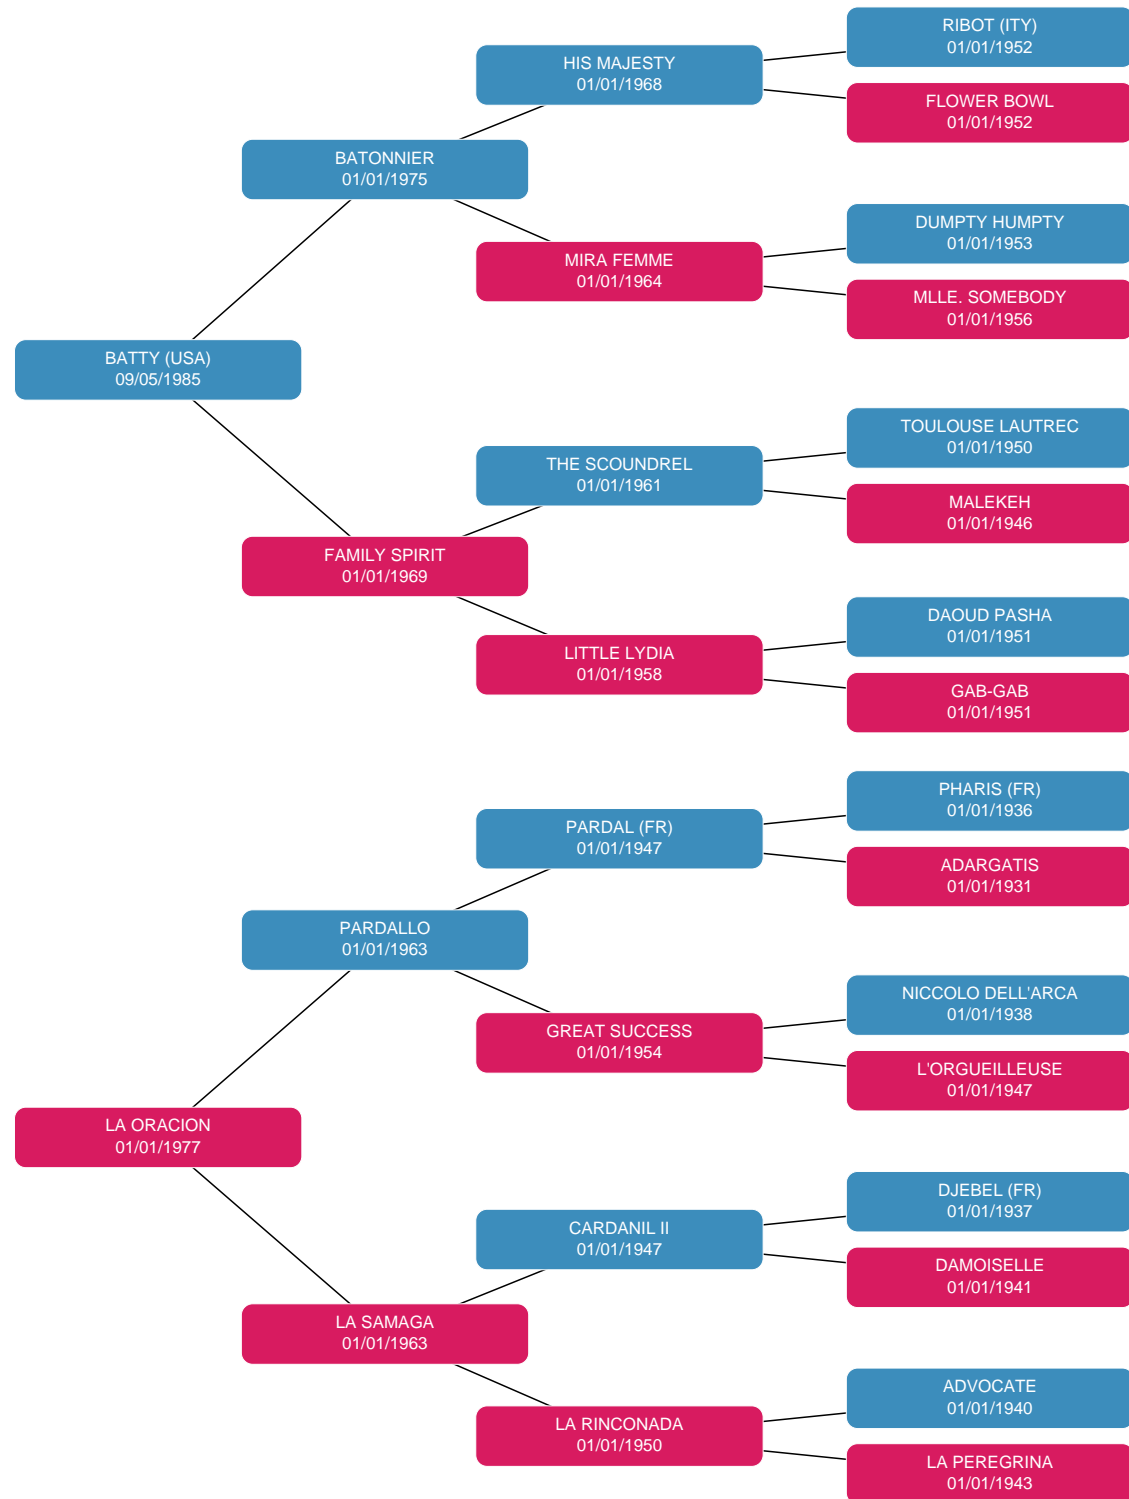 RIBOT (ITY)
01/01/1952
HIS MAJESTY
01/01/1968
FLOWER BOWL
01/01/1952
BATONNIER
01/01/1975
DUMPTY HUMPTY
01/01/1953
MIRA FEMME
01/01/1964
MLLE. SOMEBODY
01/01/1956
BATTY (USA)
09/05/1985
TOULOUSE LAUTREC
01/01/1950
THE SCOUNDREL
01/01/1961
MALEKEH
01/01/1946
FAMILY SPIRIT
01/01/1969
DAOUD PASHA
01/01/1951
LITTLE LYDIA
01/01/1958
GAB-GAB
01/01/1951
PHARIS (FR)
01/01/1936
PARDAL (FR)
01/01/1947
ADARGATIS
01/01/1931
PARDALLO
01/01/1963
NICCOLO DELL'ARCA
01/01/1938
GREAT SUCCESS
01/01/1954
L'ORGUEILLEUSE
01/01/1947
LA ORACION
01/01/1977
DJEBEL (FR)
01/01/1937
CARDANIL II
01/01/1947
DAMOISELLE
01/01/1941
LA SAMAGA
01/01/1963
ADVOCATE
01/01/1940
LA RINCONADA
01/01/1950
LA PEREGRINA
01/01/1943